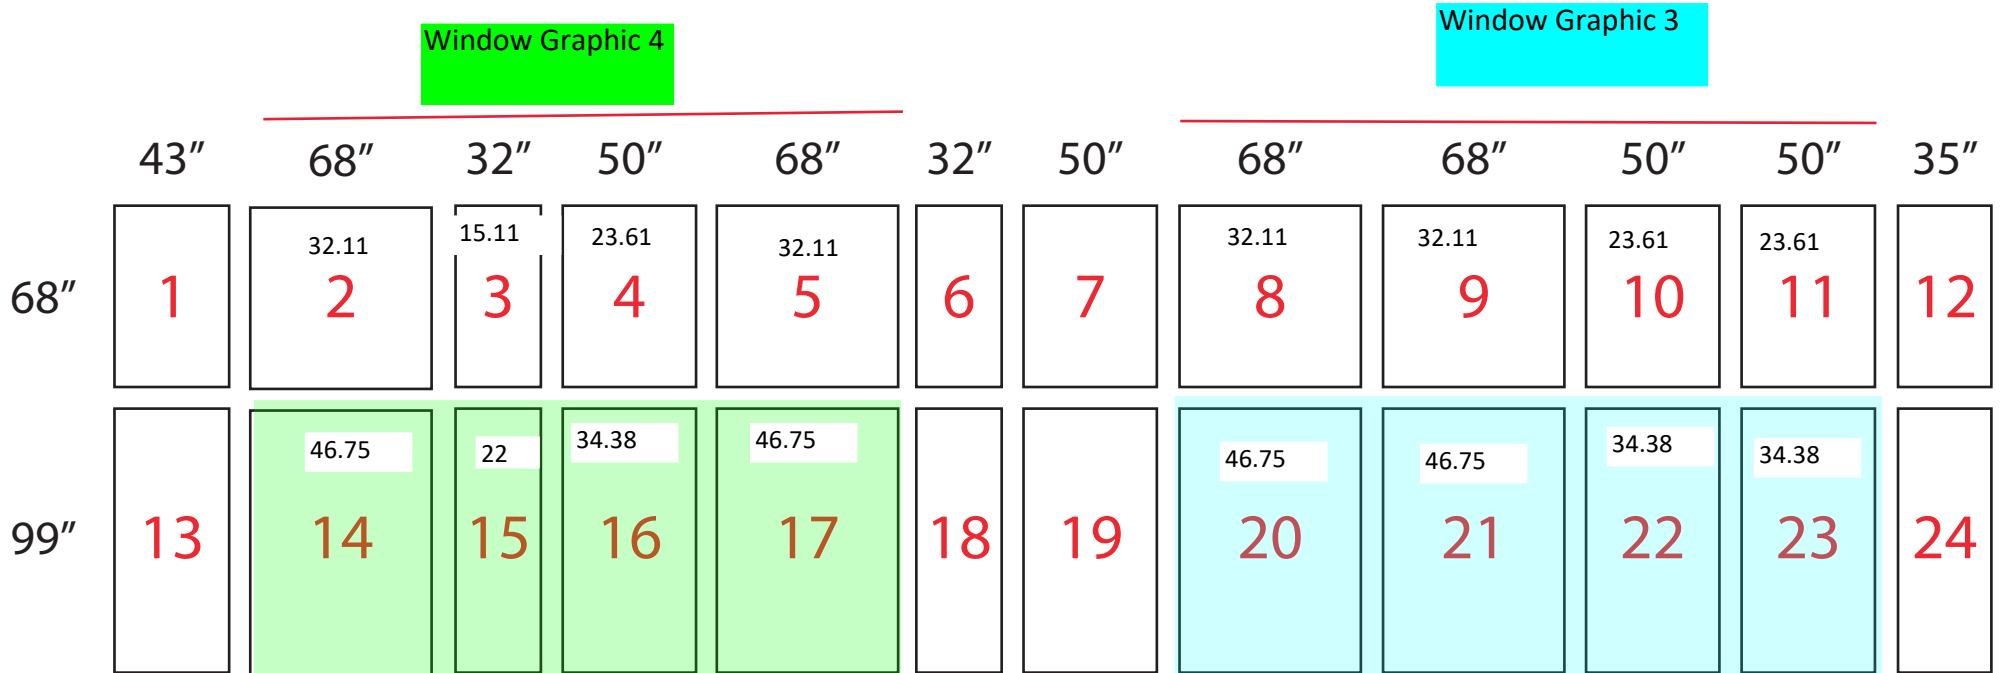 Window Graphic 4
Window Graphic 3
43" 68" 32" 50" 68" 32" 50" 68" 68" 50" 50" 35"
32.11 15.11 23.61 32.11 32.11 32.11 23.61 23.61
68" 1 2 3 4 5 6 7 8 9 10 11 12
46.75 22 34.38 46.75 46.75 46.75 34.38 34.38
99" 13 14 15 16 17 18 19 20 21 22 23 24